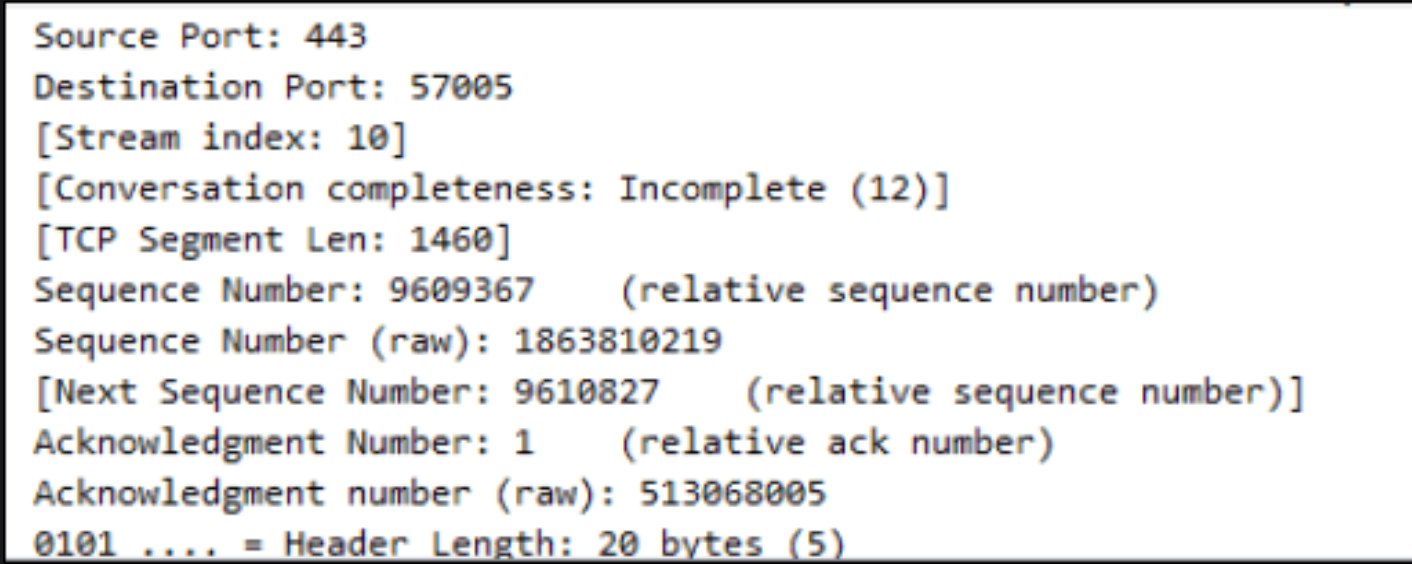 Source Port: 443
Destination Port: 57005
[Stream index: 10]
[Conversation completeness: Incomplete (12)]
[TCP Segment Len: 1460]
Sequence Number: 9609367    (relative sequence number)
Sequence Number (raw): 1863810219
[Next Sequence Number: 9610827    (relative sequence number)]
Acknowledgment Number: 1    (relative ack number)
Acknowledgment number (raw): 513068005
0101 .... = Header Length: 20 bytes (5)